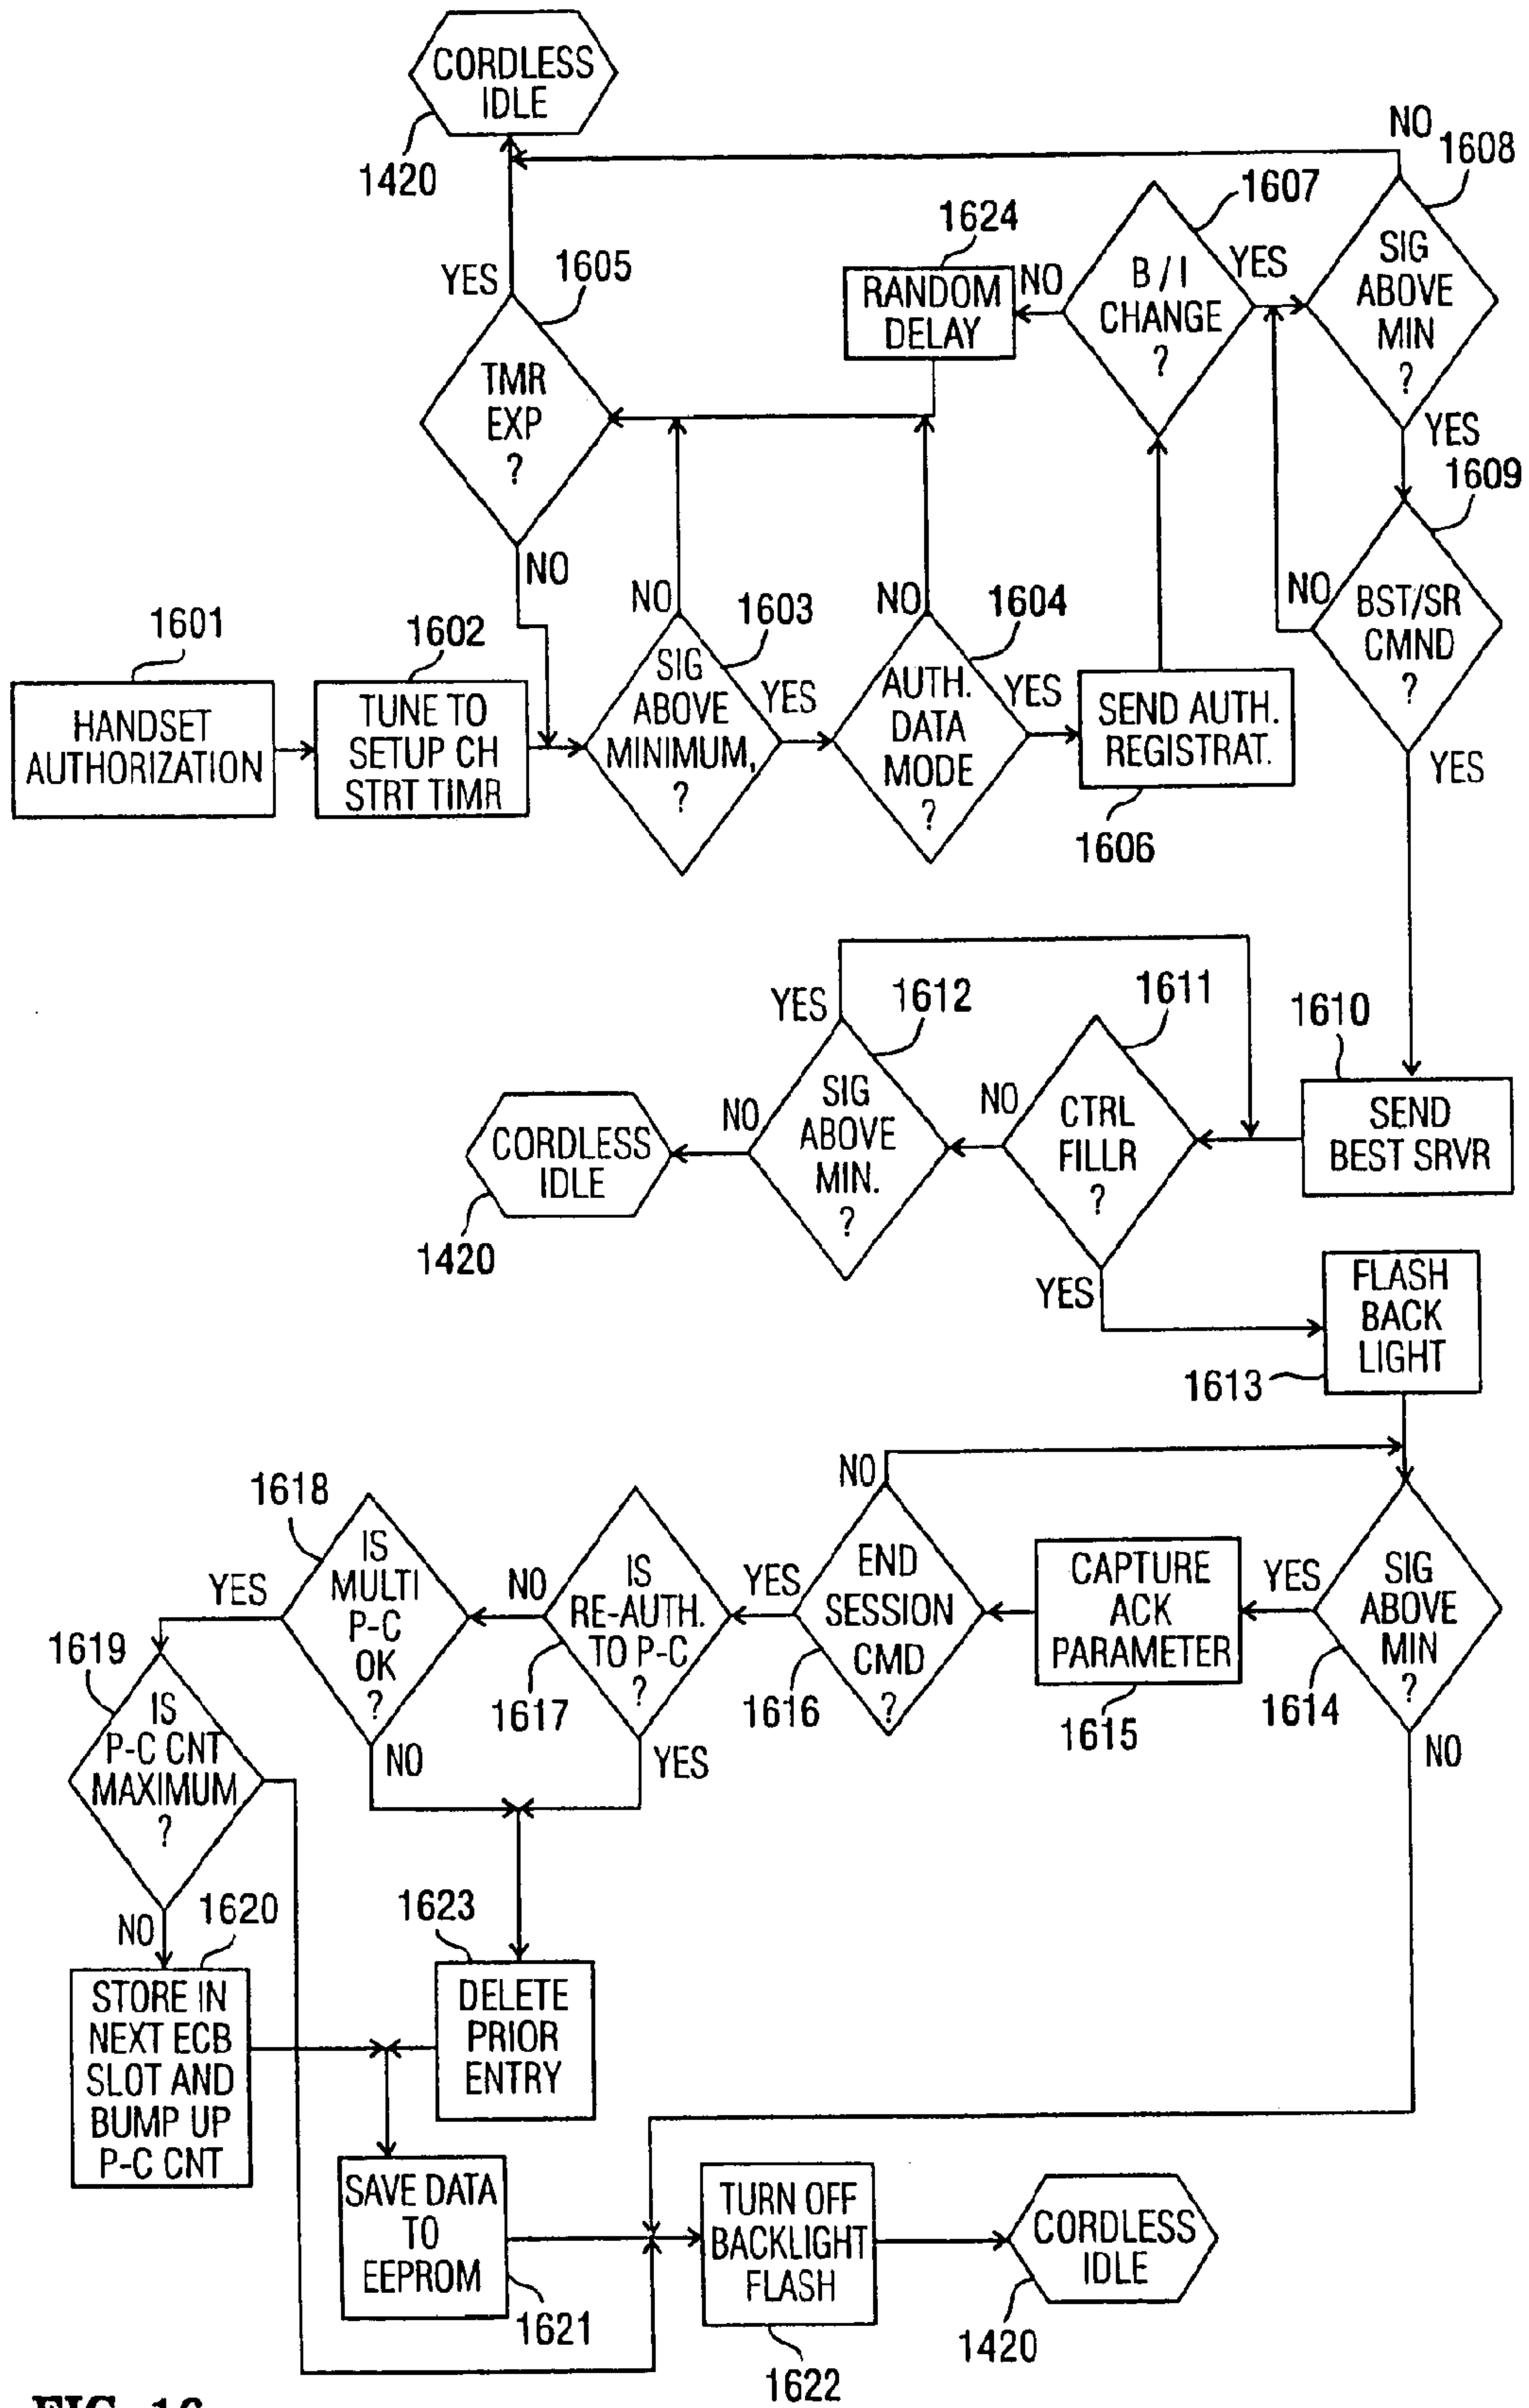 CORDLESS
IDLE
1420
NO
1608
SIG
ABOVE
MIN
?
YES
1607
B / I
CHANGE
?
YES
NO
1624
RANDOM
DELAY
YES
1605
TMR
EXP
?
NO
1609
BST/SR
CMND
?
NO
YES
1601
HANDSET
AUTHORIZATION
1602
TUNE TO
SETUP CH
STRT TIMR
NO
1603
SIG
ABOVE
MINIMUM,
?
YES
NO
1604
AUTH.
DATA
MODE
?
YES
SEND AUTH.
REGISTRAT.
1606
1610
SEND
BEST SRVR
1611
CTRL
FILLR
?
NO
YES
1612
YES
SIG
ABOVE
MIN.
?
NO
CORDLESS
IDLE
1420
FLASH
BACK
LIGHT
1613
SIG
ABOVE
MIN
?
1614
YES
NO
CAPTURE
ACK
PARAMETER
1615
NO
END
SESSION
CMD
?
1616
YES
IS
RE-AUTH.
TO P-C
?
1617
NO
YES
1618
IS
MULTI
P-C
OK
?
YES
NO
1619
IS
P-C CNT
MAXIMUM
?
NO
1620
STORE IN
NEXT ECB
SLOT AND
BUMP UP
P-C CNT
1623
DELETE
PRIOR
ENTRY
SAVE DATA
TO
EEPROM
1621
TURN OFF
BACKLIGHT
FLASH
1622
CORDLESS
IDLE
1420
FIG. 16